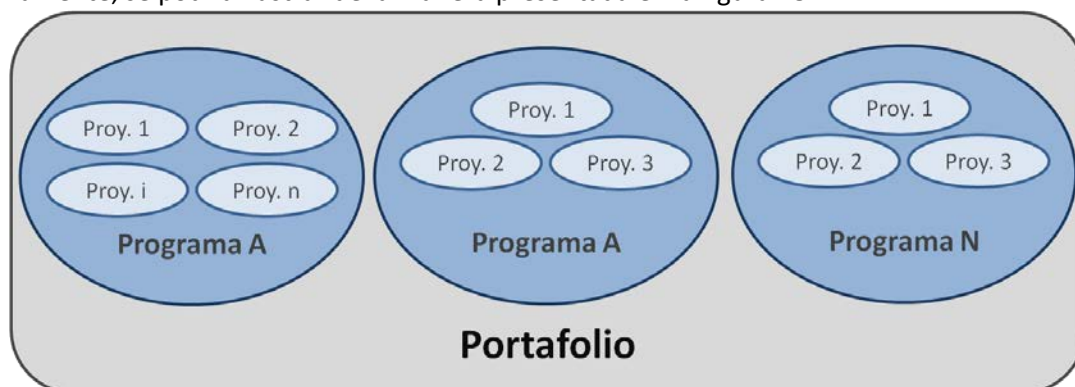 Proy. 1 Proy. 2
Proy. i Proy. n
Programa A
Proy. 1
Proy. 2 Proy. 3
Programa A
Proy. 1
Proy. 2 Proy. 3
Programa N
Portafolio